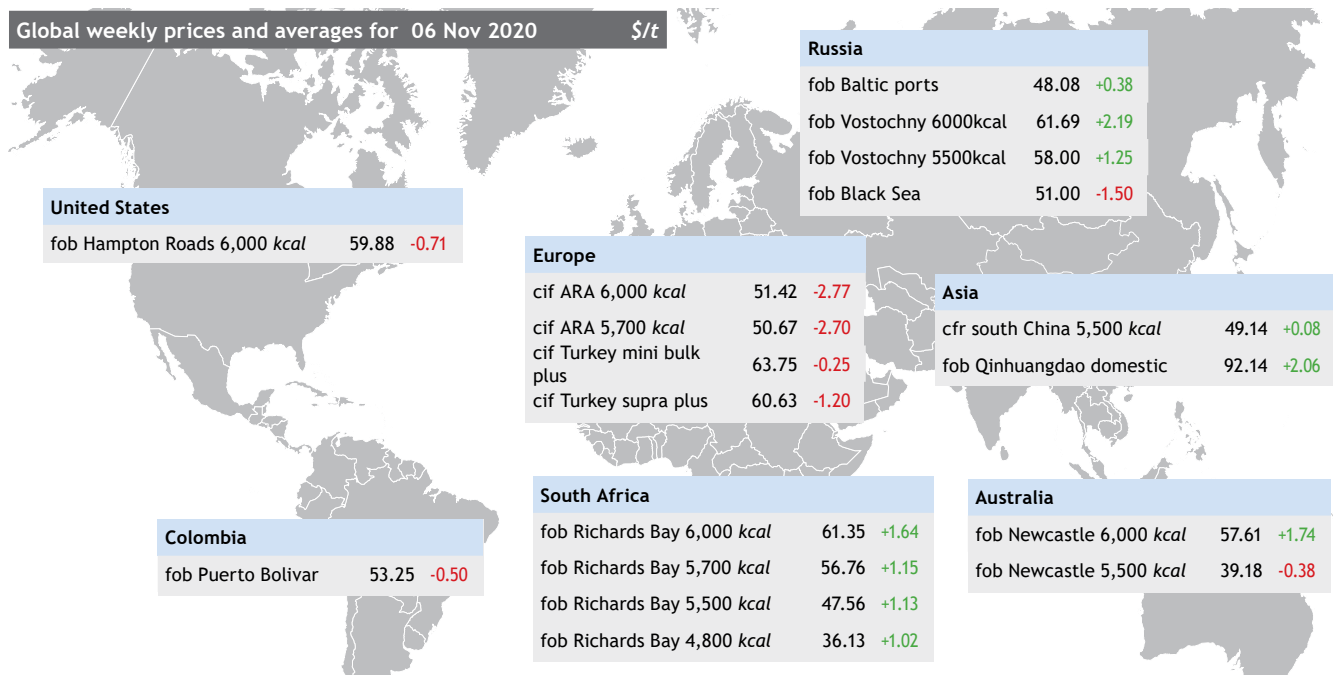 Global weekly prices and averages for 06 Nov 2020 $/t
Russia
fob Baltic ports 48.08 +0.38
fob Vostochny 6000kcal 61.69 +2.19
fob Vostochny 5500kcal 58.00 +1.25
fob Black Sea 51.00 -1.50
United States
fob Hampton Roads 6,000 kcal 59.88 -0.71
Europe
cif ARA 6,000 kcal 51.42 -2.77
cif ARA 5,700 kcal 50.67 -2.70
cif Turkey mini bulk
plus 63.75 -0.25
cif Turkey supra plus 60.63 -1.20
Asia
cfr south China 5,500 kcal 49.14 +0.08
fob Qinhuangdao domestic 92.14 +2.06
South Africa
fob Richards Bay 6,000 kcal 61.35 +1.64
fob Richards Bay 5,700 kcal 56.76 +1.15
fob Richards Bay 5,500 kcal 47.56 +1.13
fob Richards Bay 4,800 kcal 36.13 +1.02
Australia
fob Newcastle 6,000 kcal 57.61 +1.74
fob Newcastle 5,500 kcal 39.18 -0.38
Colombia
fob Puerto Bolivar 53.25 -0.50